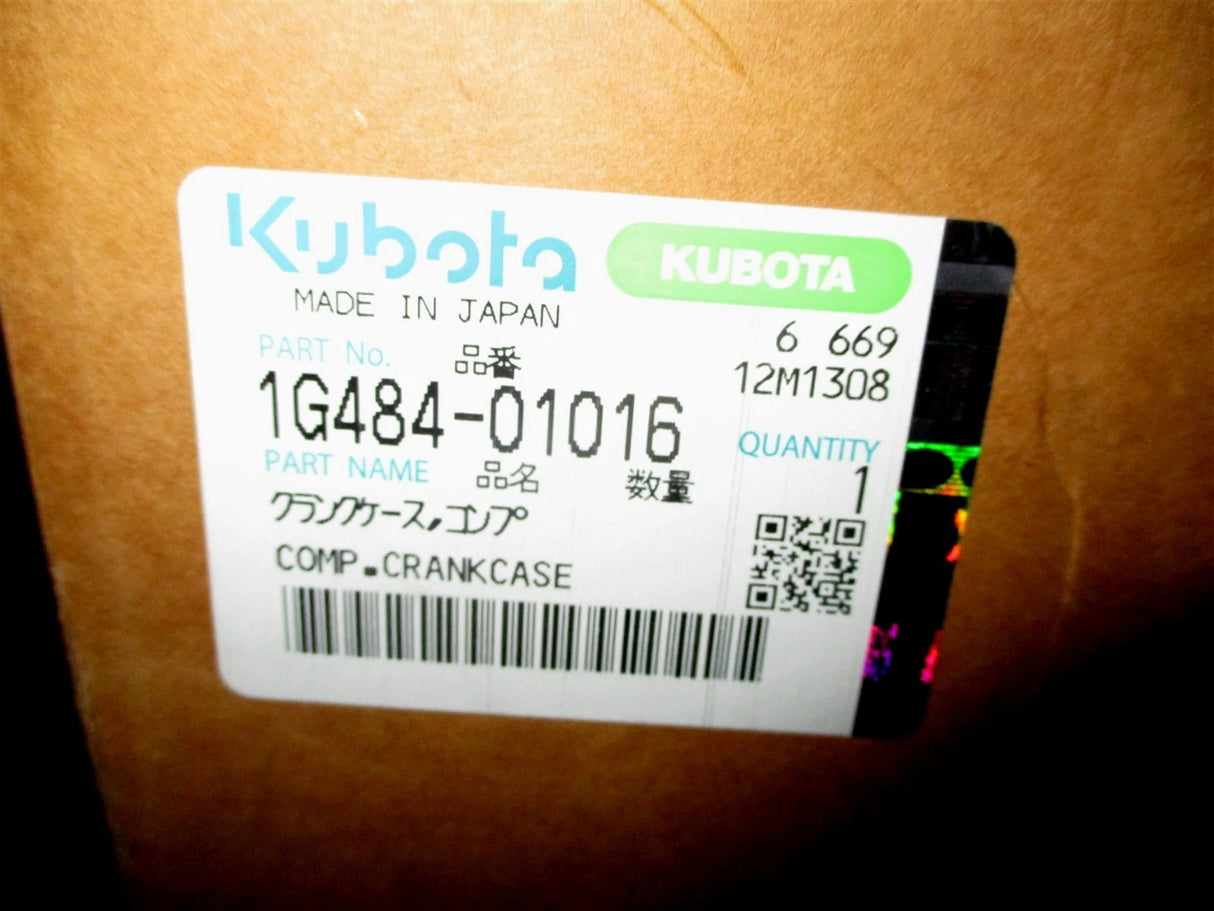 Kubota KUBOTA
MADE IN JAPAN
6 669
PART No. 品番
12M1308
1G484-01016
QUANTITY
PART NAME 品名 数量 1
クランクケース,コンプ
COMP.CRANKCASE